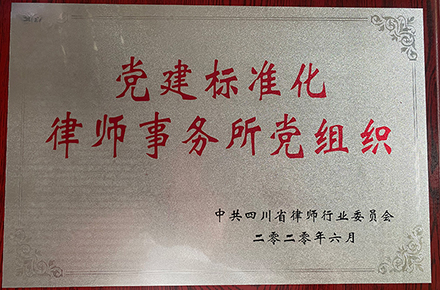 党建标准化
律师事务所党组织
中共四川省律师行业委员会
二零二零年六月